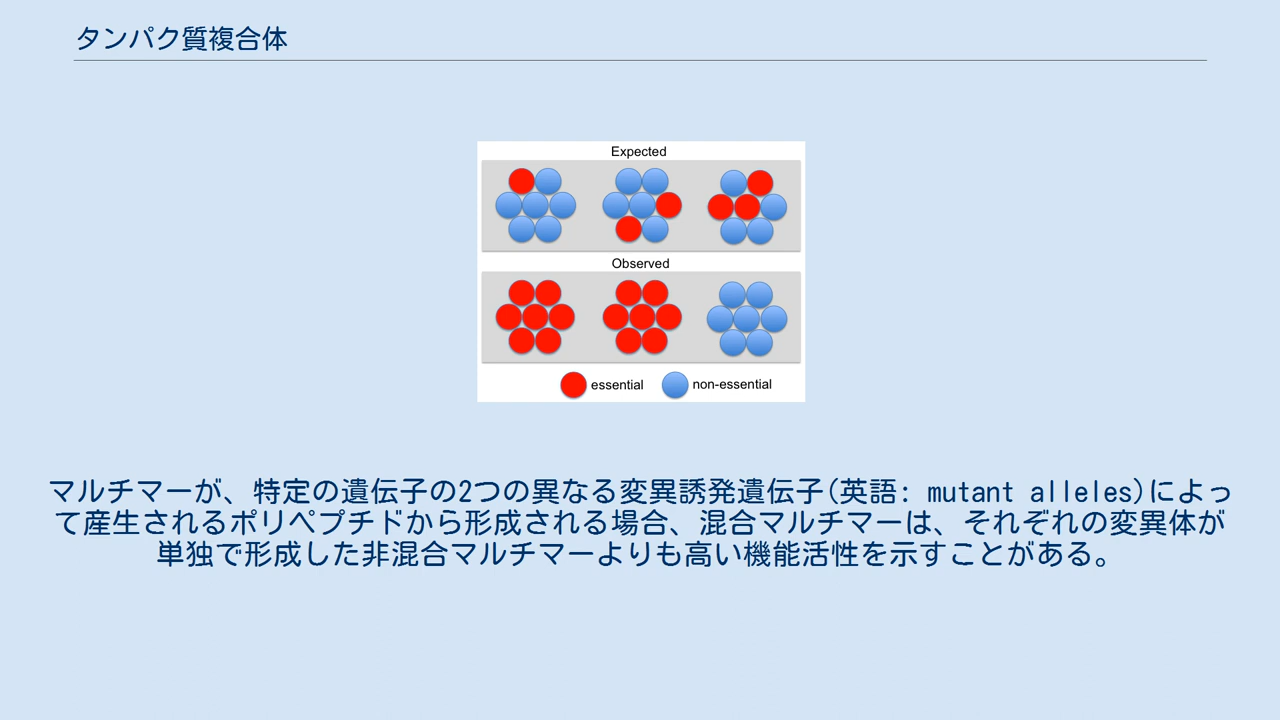 タンパク質複合体
Expected
Observed
essential
non-essential
マルチマーが、特定の遺伝子の2つの異なる変異誘発遺伝子(英語: mutant alleles)によっ
て産生されるポリペプチドから形成される場合、混合マルチマーは、それぞれの変異体が
単独で形成した非混合マルチマーよりも高い機能活性を示すことがある。